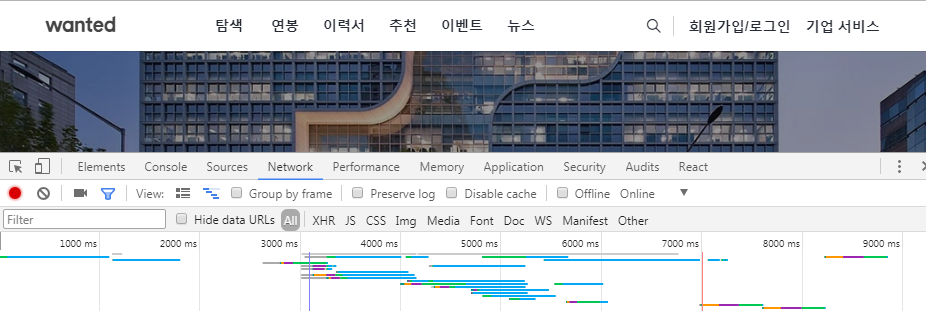 wanted 탐색 연봉 이력서 추천 이벤트 뉴스 회원가입/로그인 기업 서비스
Elements Console Sources Network Performance Memory Application Security Audits React
View: Group by frame Preserve log Disable cache Offline Online
Filter Hide data URLs All XHR JS CSS Img Media Font Doc WS Manifest Other
1000 ms 2000 ms 3000 ms 4000 ms 5000 ms 6000 ms 7000 ms 8000 ms 9000 ms